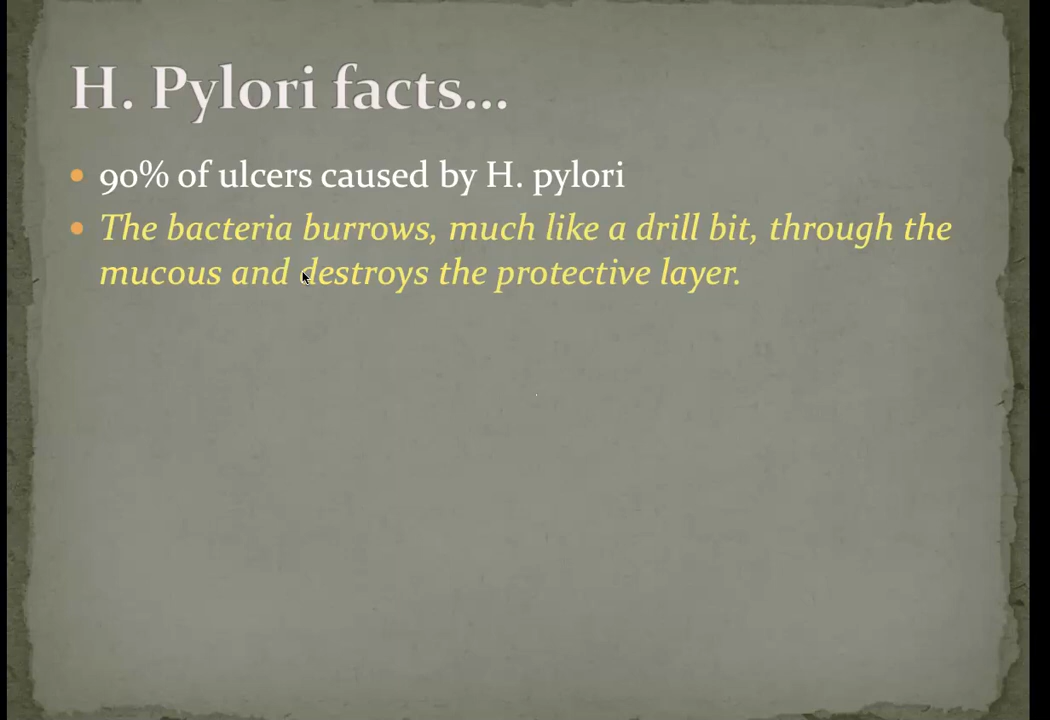 H. Pylori facts...
90% of ulcers caused by H. pylori
The bacteria burrows, much like a drill bit, through the
mucous and destroys the protective layer.